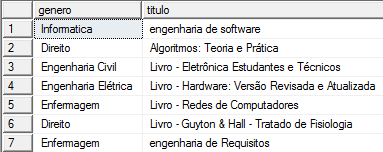 genero titulo
1 Informatica engenharia de software
2 Direito Algoritmos: Teoria e Prática
3 Engenharia Civil Livro - Eletrônica Estudantes e Técnicos
4 Engenharia Elétrica Livro - Hardware: Versão Revisada e Atualizada
5 Enfermagem Livro - Redes de Computadores
6 Direito Livro - Guyton & Hall - Tratado de Fisiologia
7 Enfermagem engenharia de Requisitos